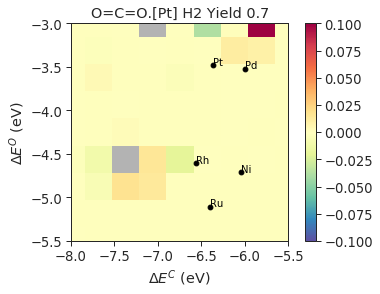 O=C=O.[Pt] H2 Yield 0.7
−3.0
−3.5
−4.0
−4.5
−5.0
−5.5
ΔE^O (eV)
Pt
Pd
Rh
Ni
Ru
−8.0 −7.5 −7.0 −6.5 −6.0 −5.5
ΔE^C (eV)
0.100
0.075
0.050
0.025
0.000
−0.025
−0.050
−0.075
−0.100